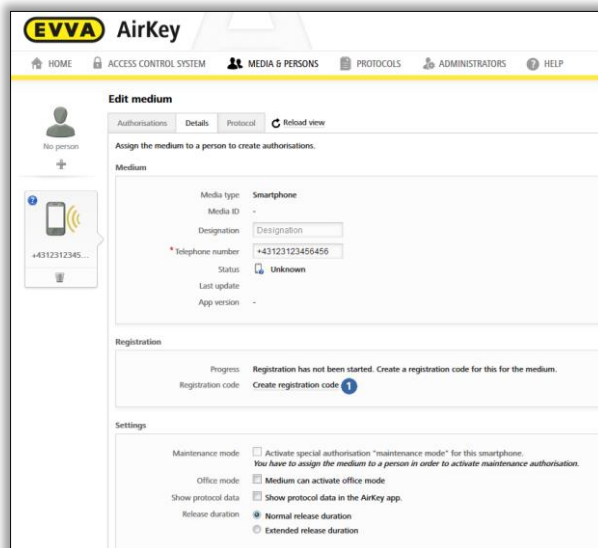 EVVA AirKey
HOME ACCESS CONTROL SYSTEM MEDIA & PERSONS PROTOCOLS ADMINISTRATORS ? HELP
Edit medium
Authorisations Details Protocol Reload view
No person
Assign the medium to a person to create authorisations.
Medium
?
+4312312345...
Media type Smartphone
Media ID -
Designation Designation
* Telephone number +43123123456456
Status Unknown
Last update
App version -
Registration
Progress Registration has not been started. Create a registration code for this for the medium.
Registration code Create registration code 1
Settings
Maintenance mode Activate special authorisation "maintenance mode" for this smartphone.
You have to assign the medium to a person in order to activate maintenance authorisation.
Office mode Medium can activate office mode
Show protocol data Show protocol data in the AirKey app.
Release duration Normal release duration
Extended release duration